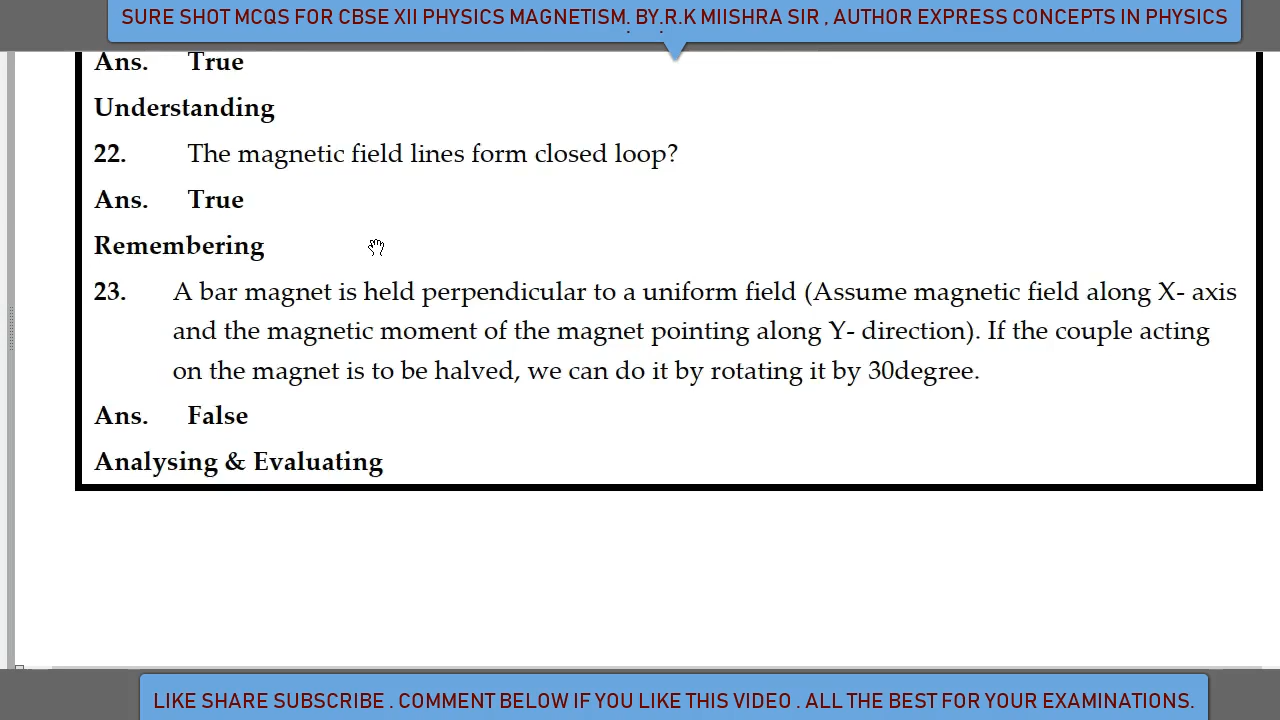 SURE SHOT MCQS FOR CBSE XII PHYSICS MAGNETISM. BY.R.K MIISHRA SIR , AUTHOR EXPRESS CONCEPTS IN PHYSICS
Ans. True
Understanding
22. The magnetic field lines form closed loop?
Ans. True
Remembering
23. A bar magnet is held perpendicular to a uniform field (Assume magnetic field along X- axis
and the magnetic moment of the magnet pointing along Y- direction). If the couple acting
on the magnet is to be halved, we can do it by rotating it by 30degree.
Ans. False
Analysing & Evaluating
LIKE SHARE SUBSCRIBE . COMMENT BELOW IF YOU LIKE THIS VIDEO . ALL THE BEST FOR YOUR EXAMINATIONS.